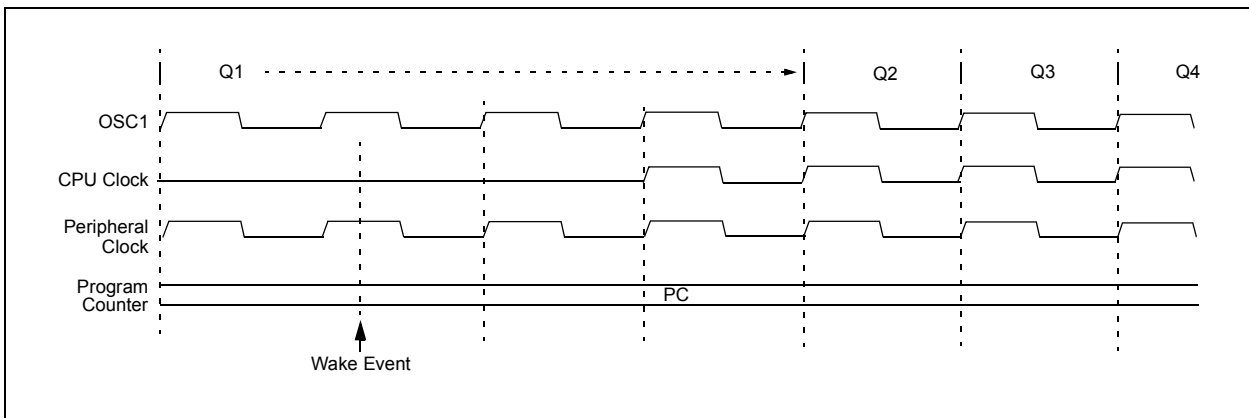 Q1 Q2 Q3 Q4
OSC1
CPU Clock
Peripheral
Clock
Program
Counter
PC
Wake Event